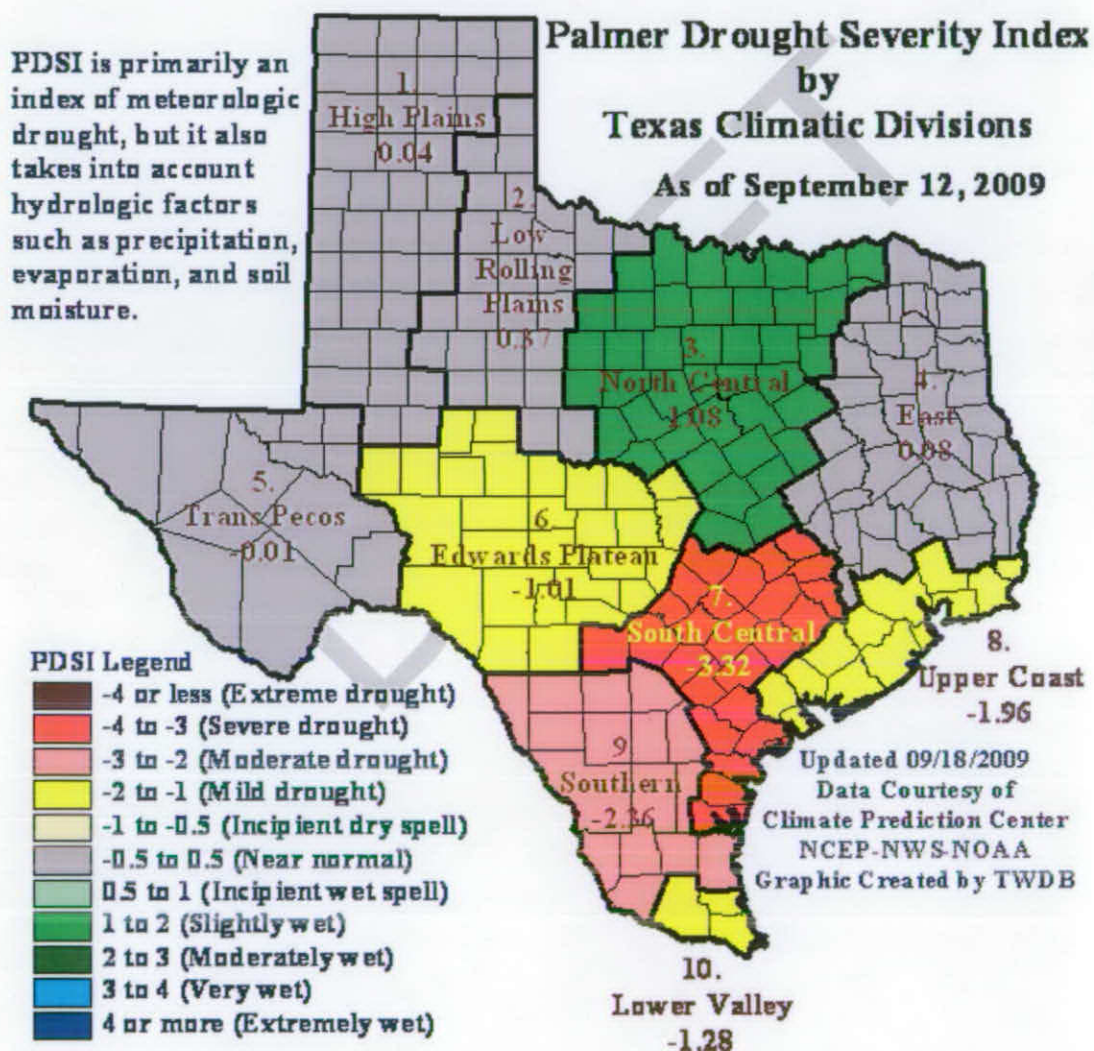 Palmer Drought Severity Index
by
Texas Climatic Divisions
As of September 12, 2009
PDSI is primarily an
index of meteorologic
drought, but it also
takes into account
hydrologic factors
such as precipitation,
evaporation, and soil
moisture.
1.
High Plains
0.04
2.
Low
Rolling
Plains
0.37
3.
North Central
1.08
4.
East
0.08
5.
Trans Pecos
-0.01
6.
Edwards Plateau
-1.01
7.
South Central
-3.32
8.
Upper Coast
-1.96
9
Southern
-2.36
10.
Lower Valley
-1.28
PDSI Legend
-4 or less (Extreme drought)
-4 to -3 (Severe drought)
-3 to -2 (Moderate drought)
-2 to -1 (Mild drought)
-1 to -0.5 (Incipient dry spell)
-0.5 to 0.5 (Near normal)
0.5 to 1 (Incipient wet spell)
1 to 2 (Slightly wet)
2 to 3 (Moderately wet)
3 to 4 (Very wet)
4 or more (Extremely wet)
Updated 09/18/2009
Data Courtesy of
Climate Prediction Center
NCEP-NWS-NOAA
Graphic Created by TWDB